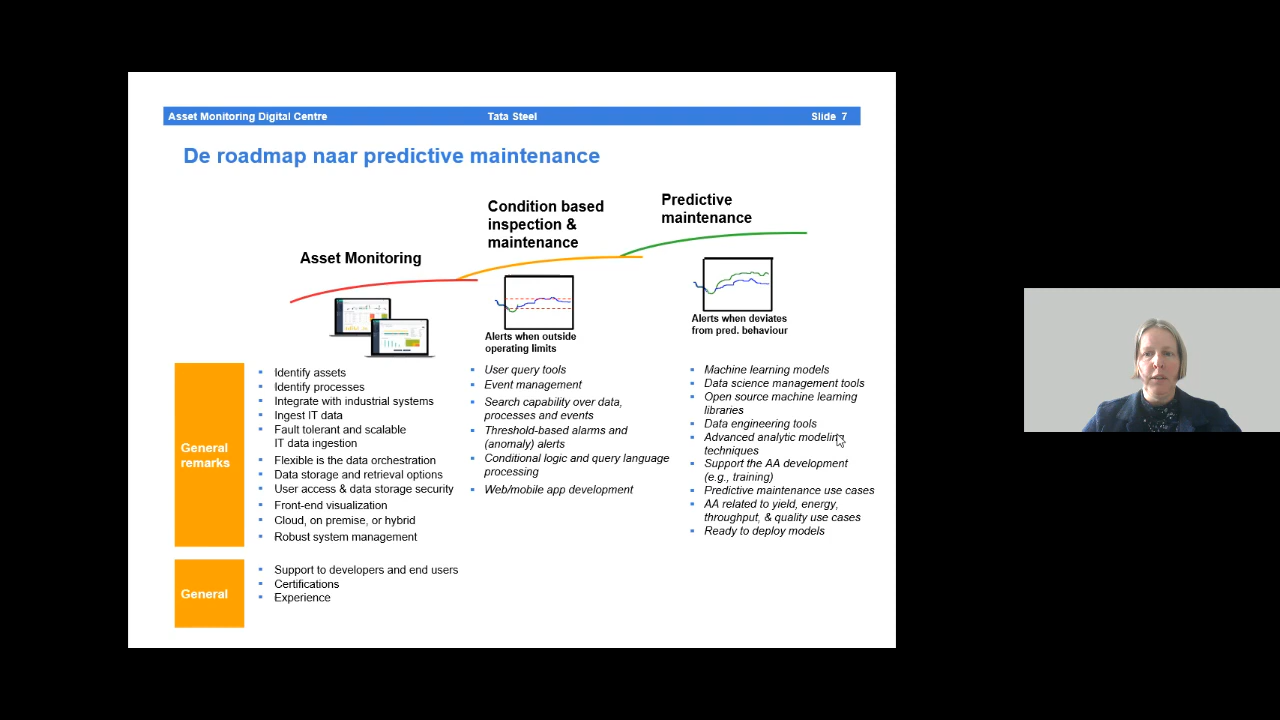 Asset Monitoring Digital Centre Tata Steel Slide 7
De roadmap naar predictive maintenance
Asset Monitoring
Condition based
inspection &
maintenance
Predictive
maintenance
Alerts when outside
operating limits
Alerts when deviates
from pred. behaviour
General
remarks
Identify assets
Identify processes
Integrate with industrial systems
Ingest IT data
Fault tolerant and scalable
IT data ingestion
Flexible is the data orchestration
Data storage and retrieval options
User access & data storage security
Front-end visualization
Cloud, on premise, or hybrid
Robust system management
User query tools
Event management
Search capability over data,
processes and events
Threshold-based alarms and
(anomaly) alerts
Conditional logic and query language
processing
Web/mobile app development
Machine learning models
Data science management tools
Open source machine learning
libraries
Data engineering tools
Advanced analytic modeling
techniques
Support the AA development
(e.g., training)
Predictive maintenance use cases
AA related to yield, energy,
throughput, & quality use cases
Ready to deploy models
General
Support to developers and end users
Certifications
Experience